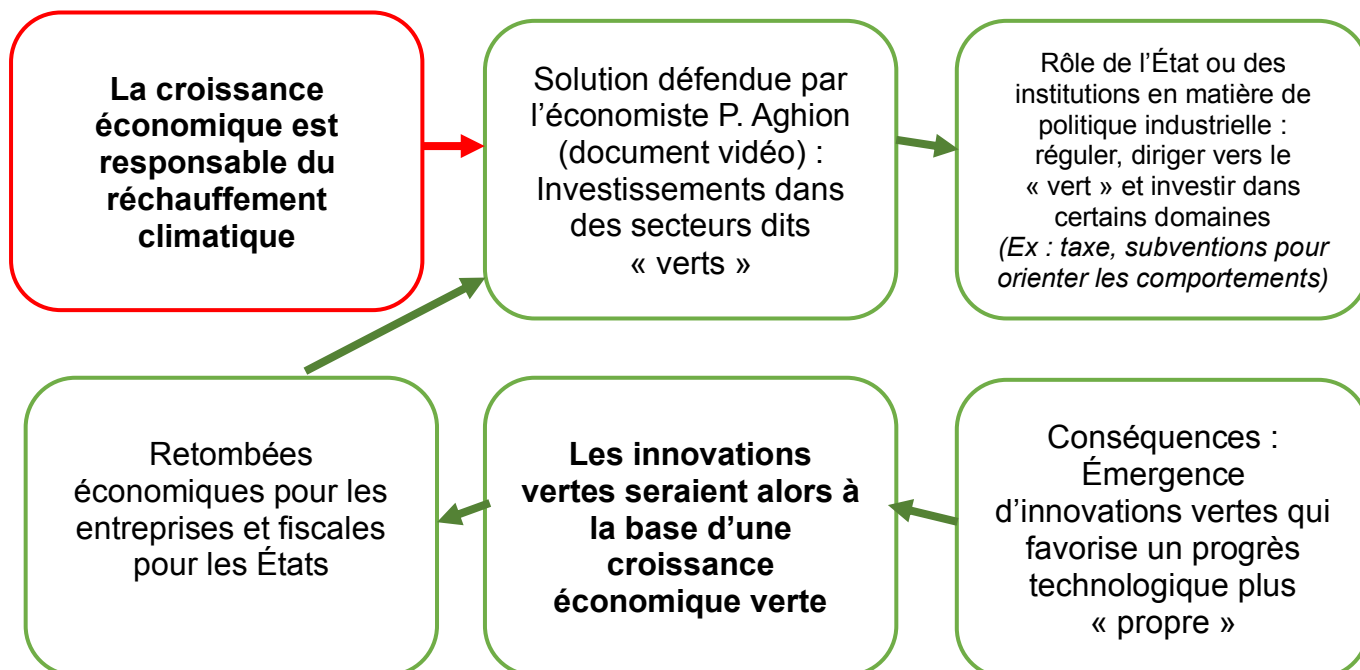 La croissance
économique est
responsable du
réchauffement
climatique
Solution défendue par
l’économiste P. Aghion
(document vidéo) :
Investissements dans
des secteurs dits
« verts »
Rôle de l’État ou des
institutions en matière de
politique industrielle :
réguler, diriger vers le
« vert » et investir dans
certains domaines
(Ex : taxe, subventions pour
orienter les comportements)
Retombées
économiques pour les
entreprises et fiscales
pour les États
Les innovations
vertes seraient alors à
la base d’une
croissance
économique verte
Conséquences :
Émergence
d’innovations vertes qui
favorise un progrès
technologique plus
« propre »